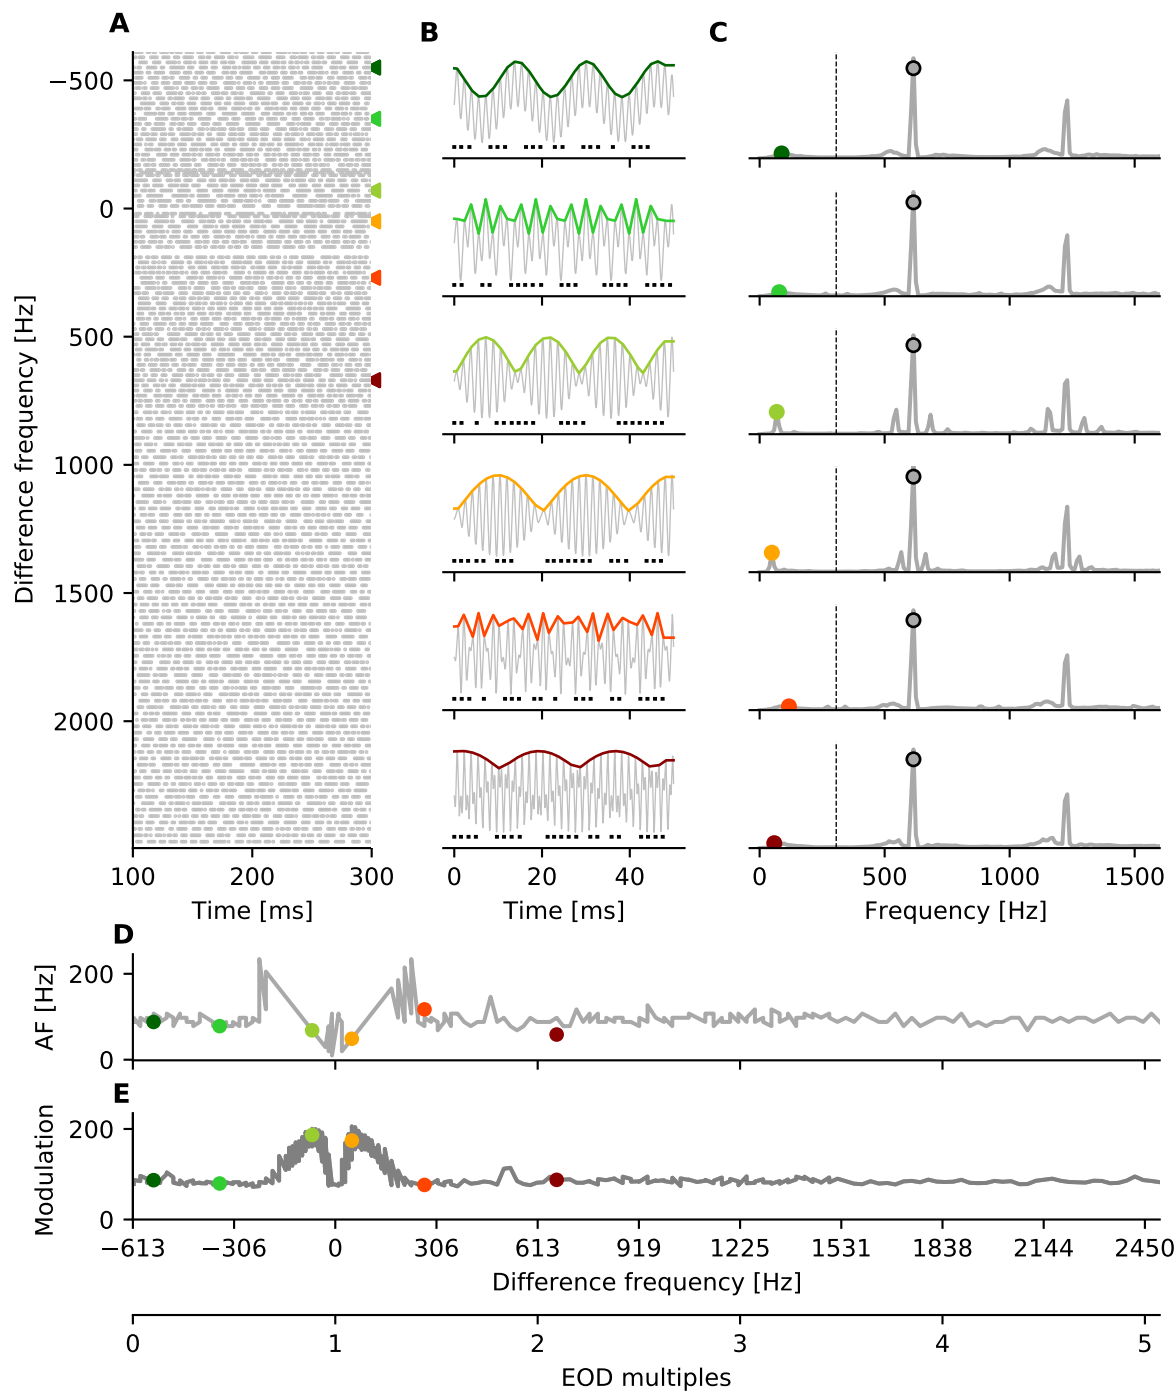 A
B
C
−500
0
500
1000
1500
2000
Difference frequency [Hz]
100
200
300
Time [ms]
0
20
40
Time [ms]
0
500
1000
1500
Frequency [Hz]
D
200
0
AF [Hz]
E
200
0
Modulation
−613
−306
0
306
613
919
1225
1531
1838
2144
2450
Difference frequency [Hz]
0
1
2
3
4
5
EOD multiples